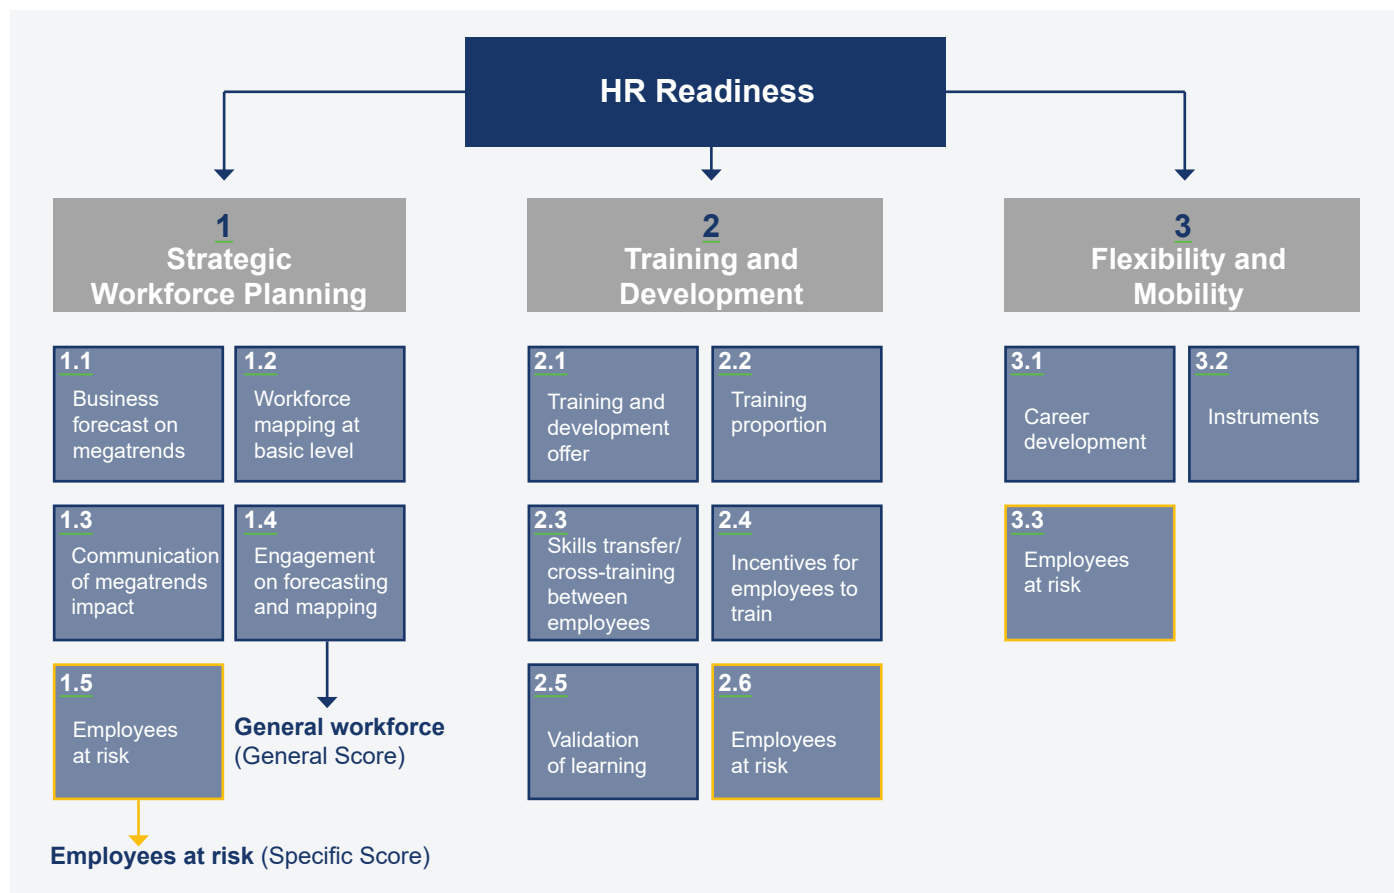 HR Readiness
1
Strategic
Workforce Planning
2
Training and
Development
3
Flexibility and
Mobility
1.1
Business
forecast on
megatrends
1.2
Workforce
mapping at
basic level
1.3
Communication
of megatrends
impact
1.4
Engagement
on forecasting
and mapping
1.5
Employees
at risk
General workforce
(General Score)
Employees at risk (Specific Score)
2.1
Training and
development
offer
2.2
Training
proportion
2.3
Skills transfer/
cross-training
between
employees
2.4
Incentives for
employees to
train
2.5
Validation
of learning
2.6
Employees
at risk
3.1
Career
development
3.2
Instruments
3.3
Employees
at risk